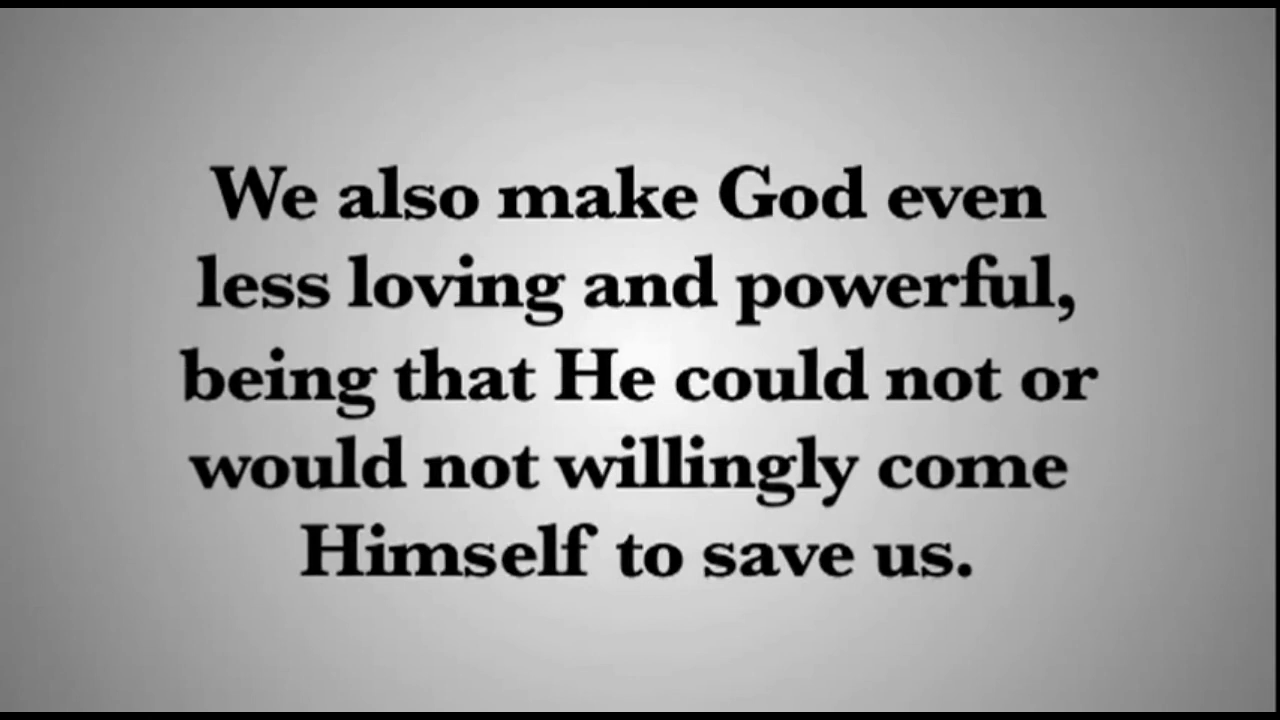 We also make God even
less loving and powerful,
being that He could not or
would not willingly come
Himself to save us.